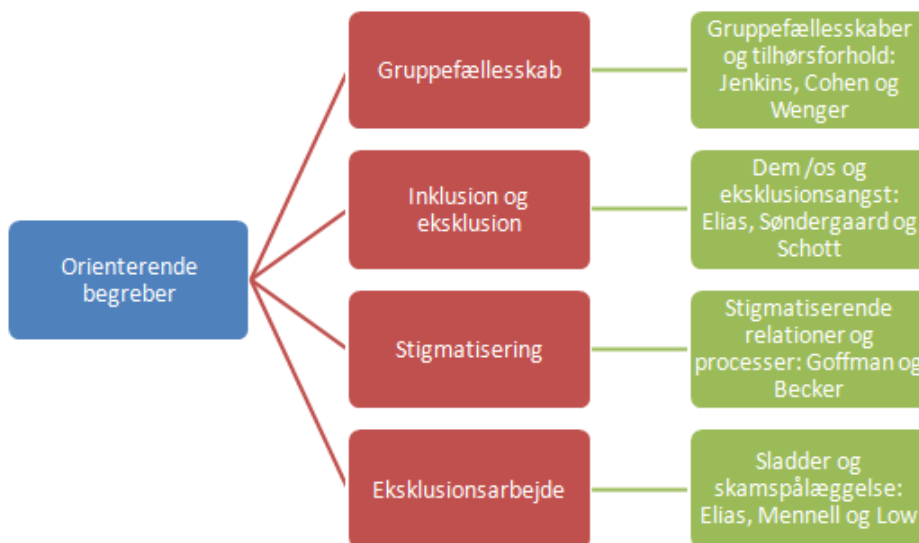 Orienterende
begreber
Gruppefællesskab
Gruppefællesskaber
og tilhørsforhold:
Jenkins, Cohen og
Wenger
Inklusion og
eksklusion
Dem /os og
eksklusionsangst:
Elias, Søndergaard og
Schott
Stigmatisering
Stigmatiserende
relationer og
processer: Goffman og
Becker
Eksklusionsarbejde
Sladder og
skamspålæggelse:
Elias, Mennell og Low